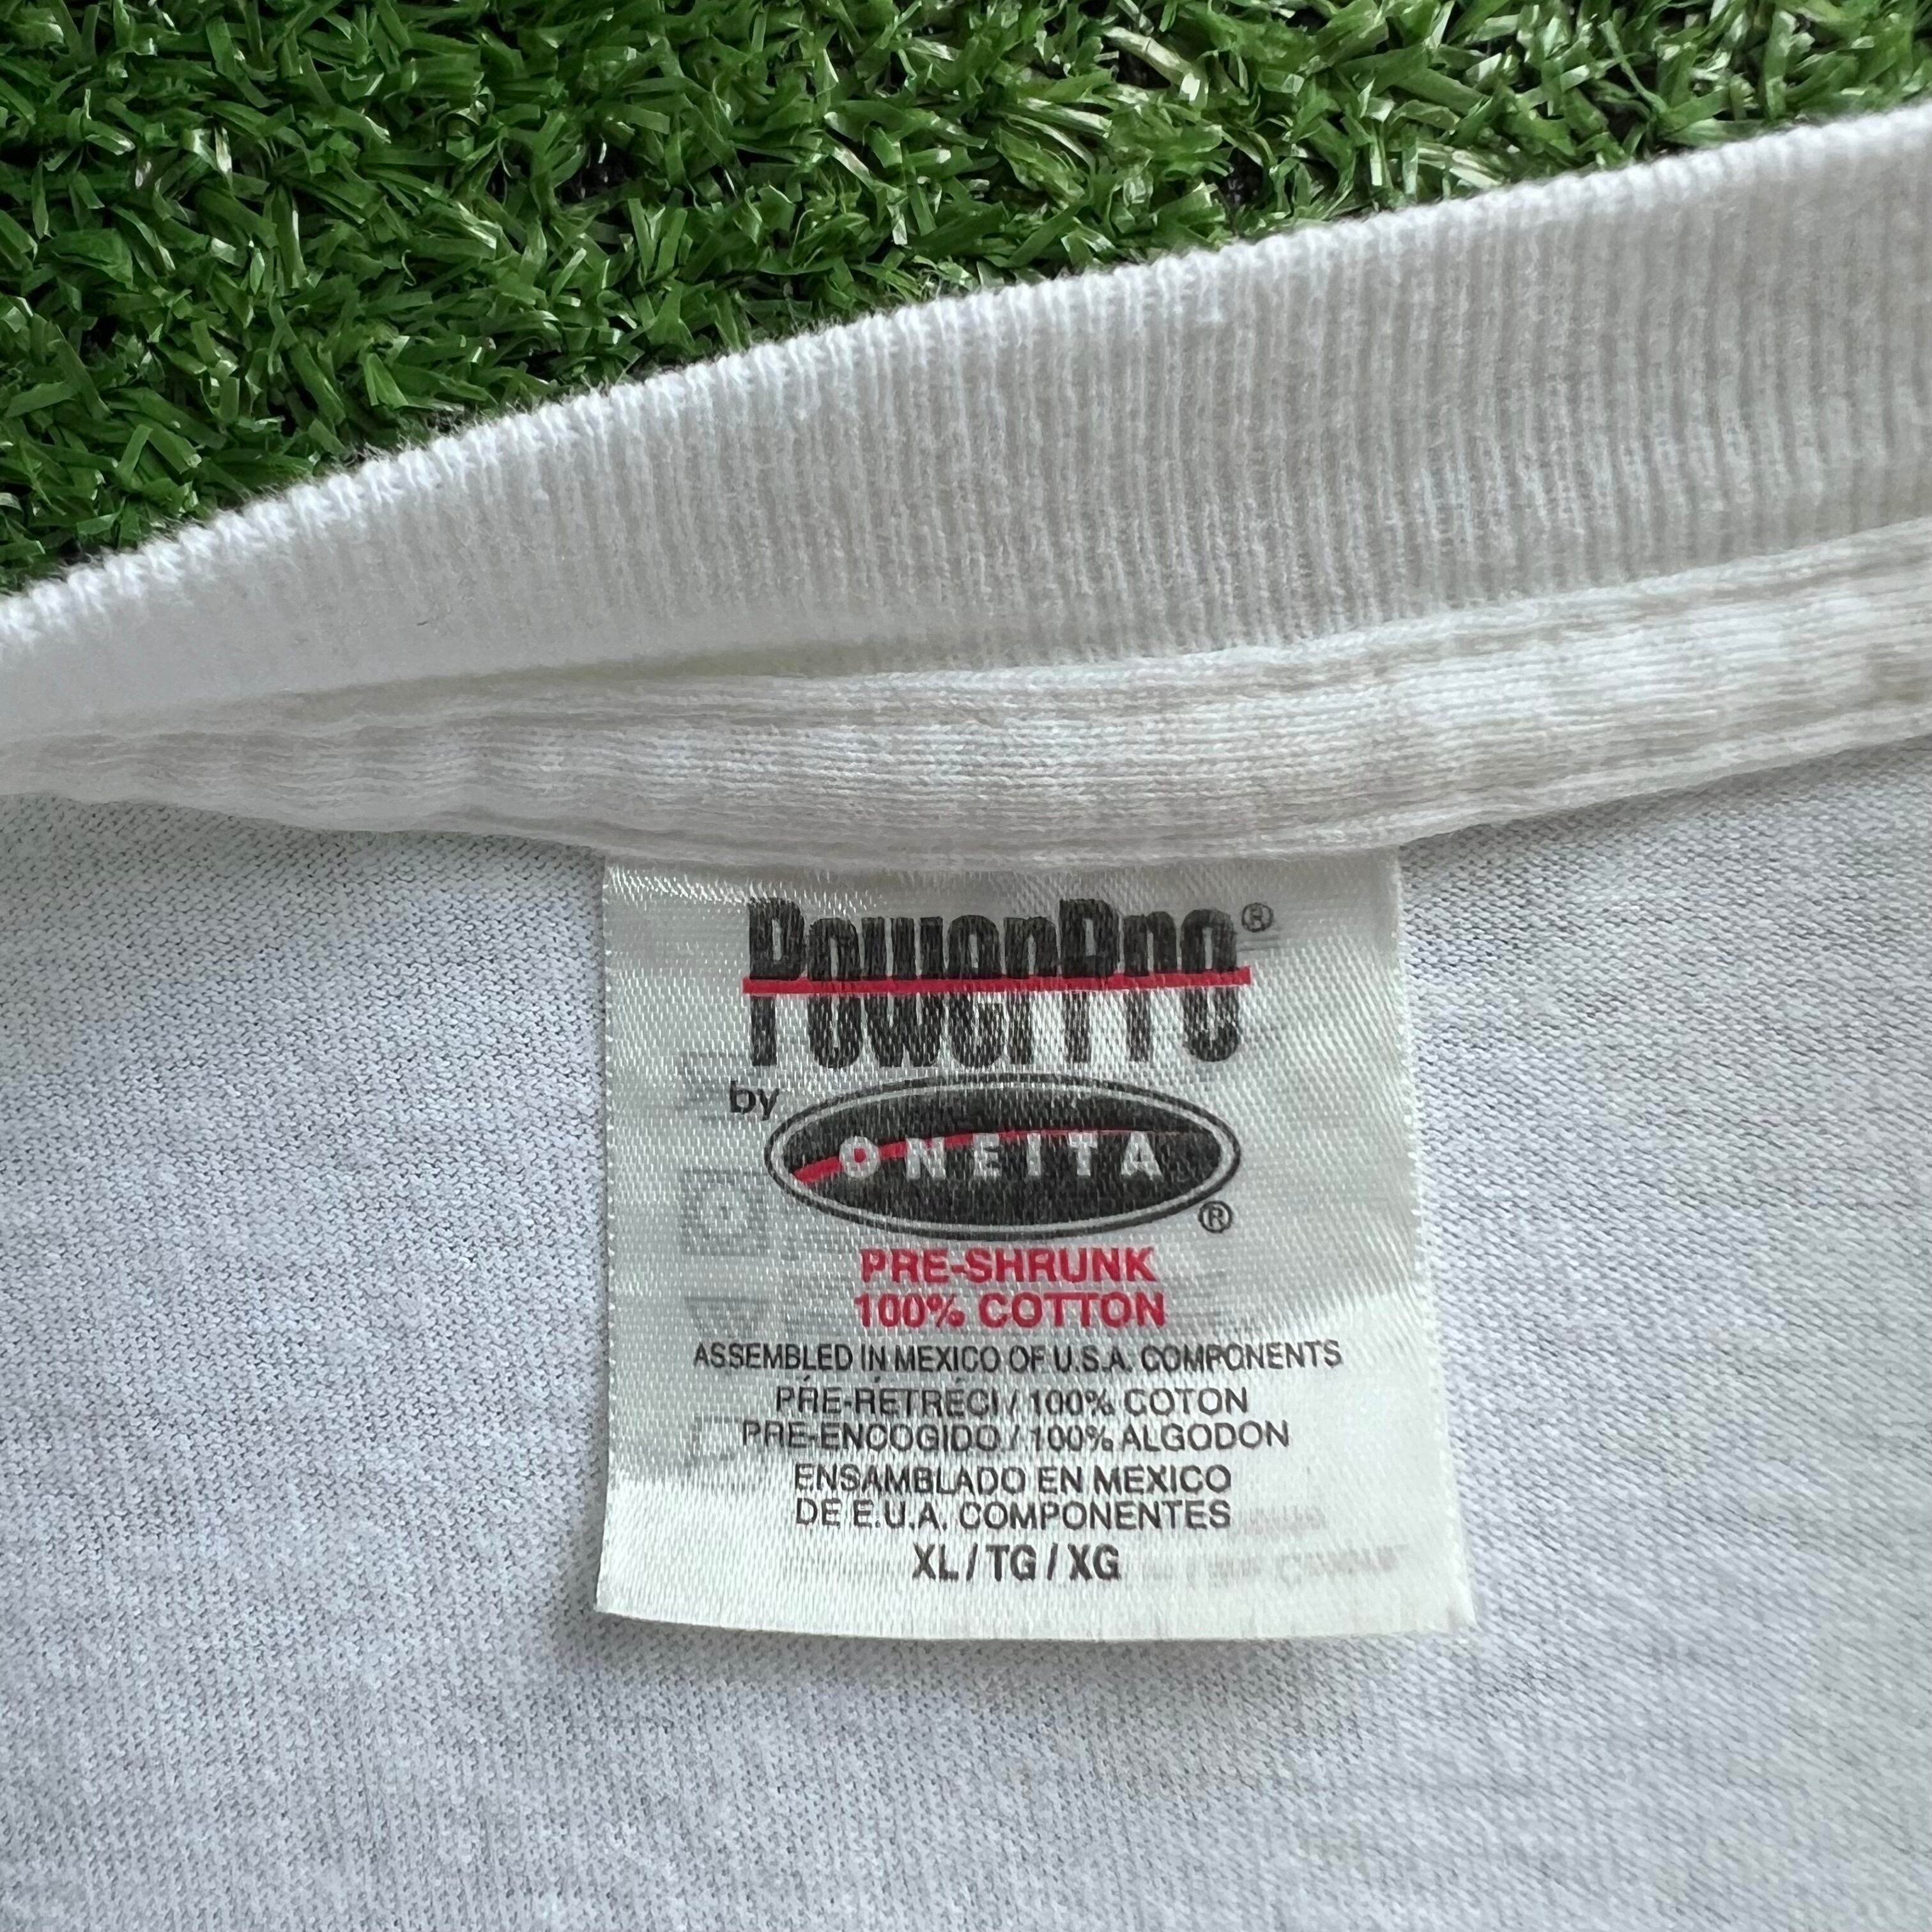 PowerPro®
by ONEITA®
PRE-SHRUNK
100% COTTON
ASSEMBLED IN MEXICO OF U.S.A. COMPONENTS
PRÉ-RÉTRÉCI / 100% COTON
PRE-ENCOGIDO / 100% ALGODON
ENSAMBLADO EN MEXICO
DE E.U.A. COMPONENTES
XL / TG / XG